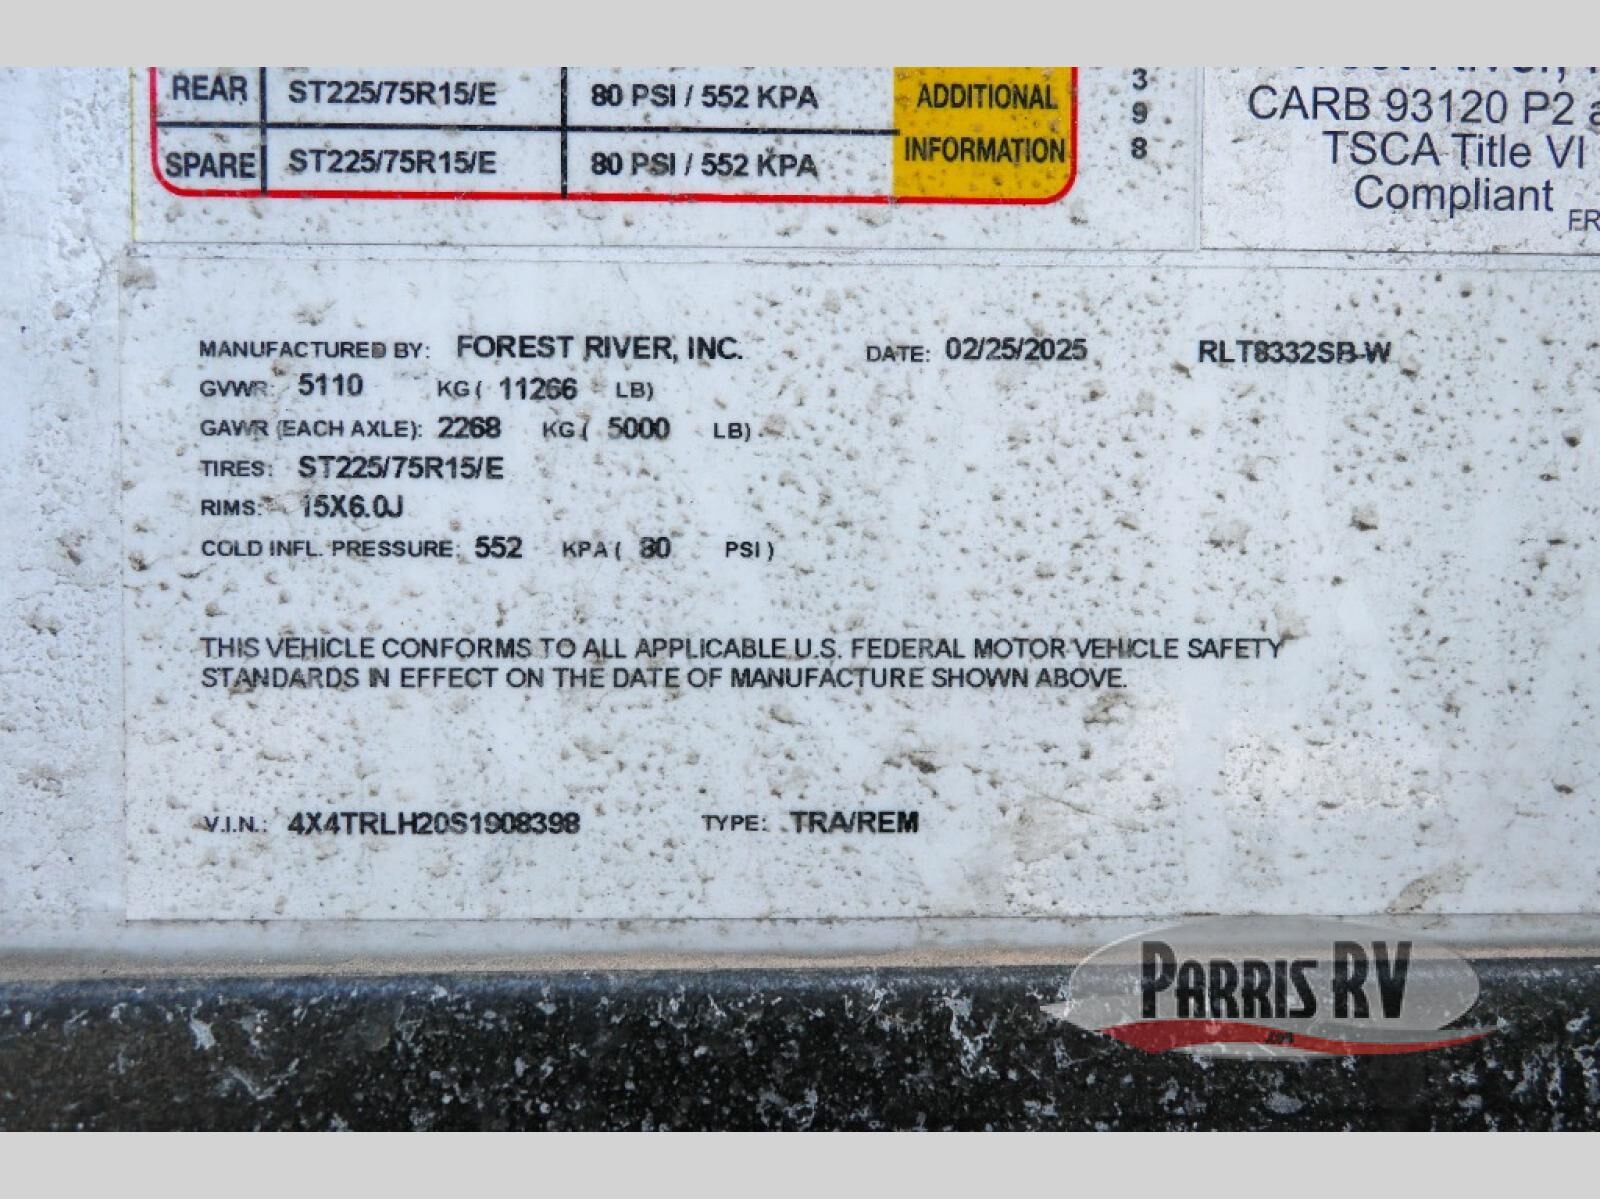 REAR ST225/75R15/E 80 PSI / 552 KPA ADDITIONAL
SPARE ST225/75R15/E 80 PSI / 552 KPA INFORMATION
3
9
8
CARB 93120 P2
TSCA Title VI
Compliant
FR
MANUFACTURED BY: FOREST RIVER, INC. DATE: 02/25/2025 RLT8332SB-W
GVWR: 5110 KG ( 11266 LB)
GAWR (EACH AXLE): 2268 KG ( 5000 LB)
TIRES: ST225/75R15/E
RIMS: 15X6.0J
COLD INFL. PRESSURE: 552 KPA ( 80 PSI )
THIS VEHICLE CONFORMS TO ALL APPLICABLE U.S. FEDERAL MOTOR VEHICLE SAFETY
STANDARDS IN EFFECT ON THE DATE OF MANUFACTURE SHOWN ABOVE.
V.I.N.: 4X4TRLH20S1908398 TYPE: TRA/REM
PARRIS RV
.com